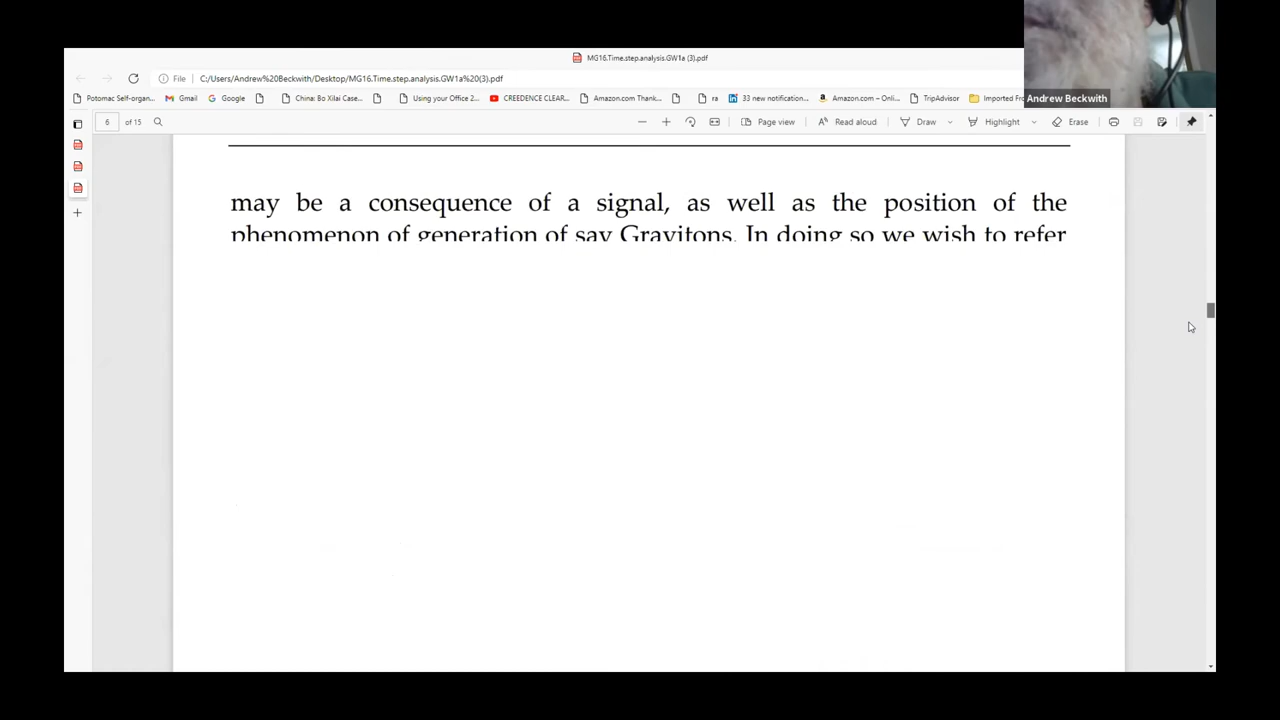 MG16.Time.step.analysis.GW1a (3).pdf
File C:/Users/Andrew%20Beckwith/Desktop/MG16.Time.step.analysis.GW1a%20(3).pdf
Potomac Self-organ... Gmail Google China: Bo Xilai Case... Using your Office 2... CREEDENCE CLEAR... Amazon.com Thank... ra 33 new notification... Amazon.com – Onli... TripAdvisor Imported Fro
Andrew Beckwith
6 of 15 Page view Read aloud Draw Highlight Erase
may be a consequence of a signal, as well as the position of the
phenomenon of generation of say Gravitons. In doing so we wish to refer